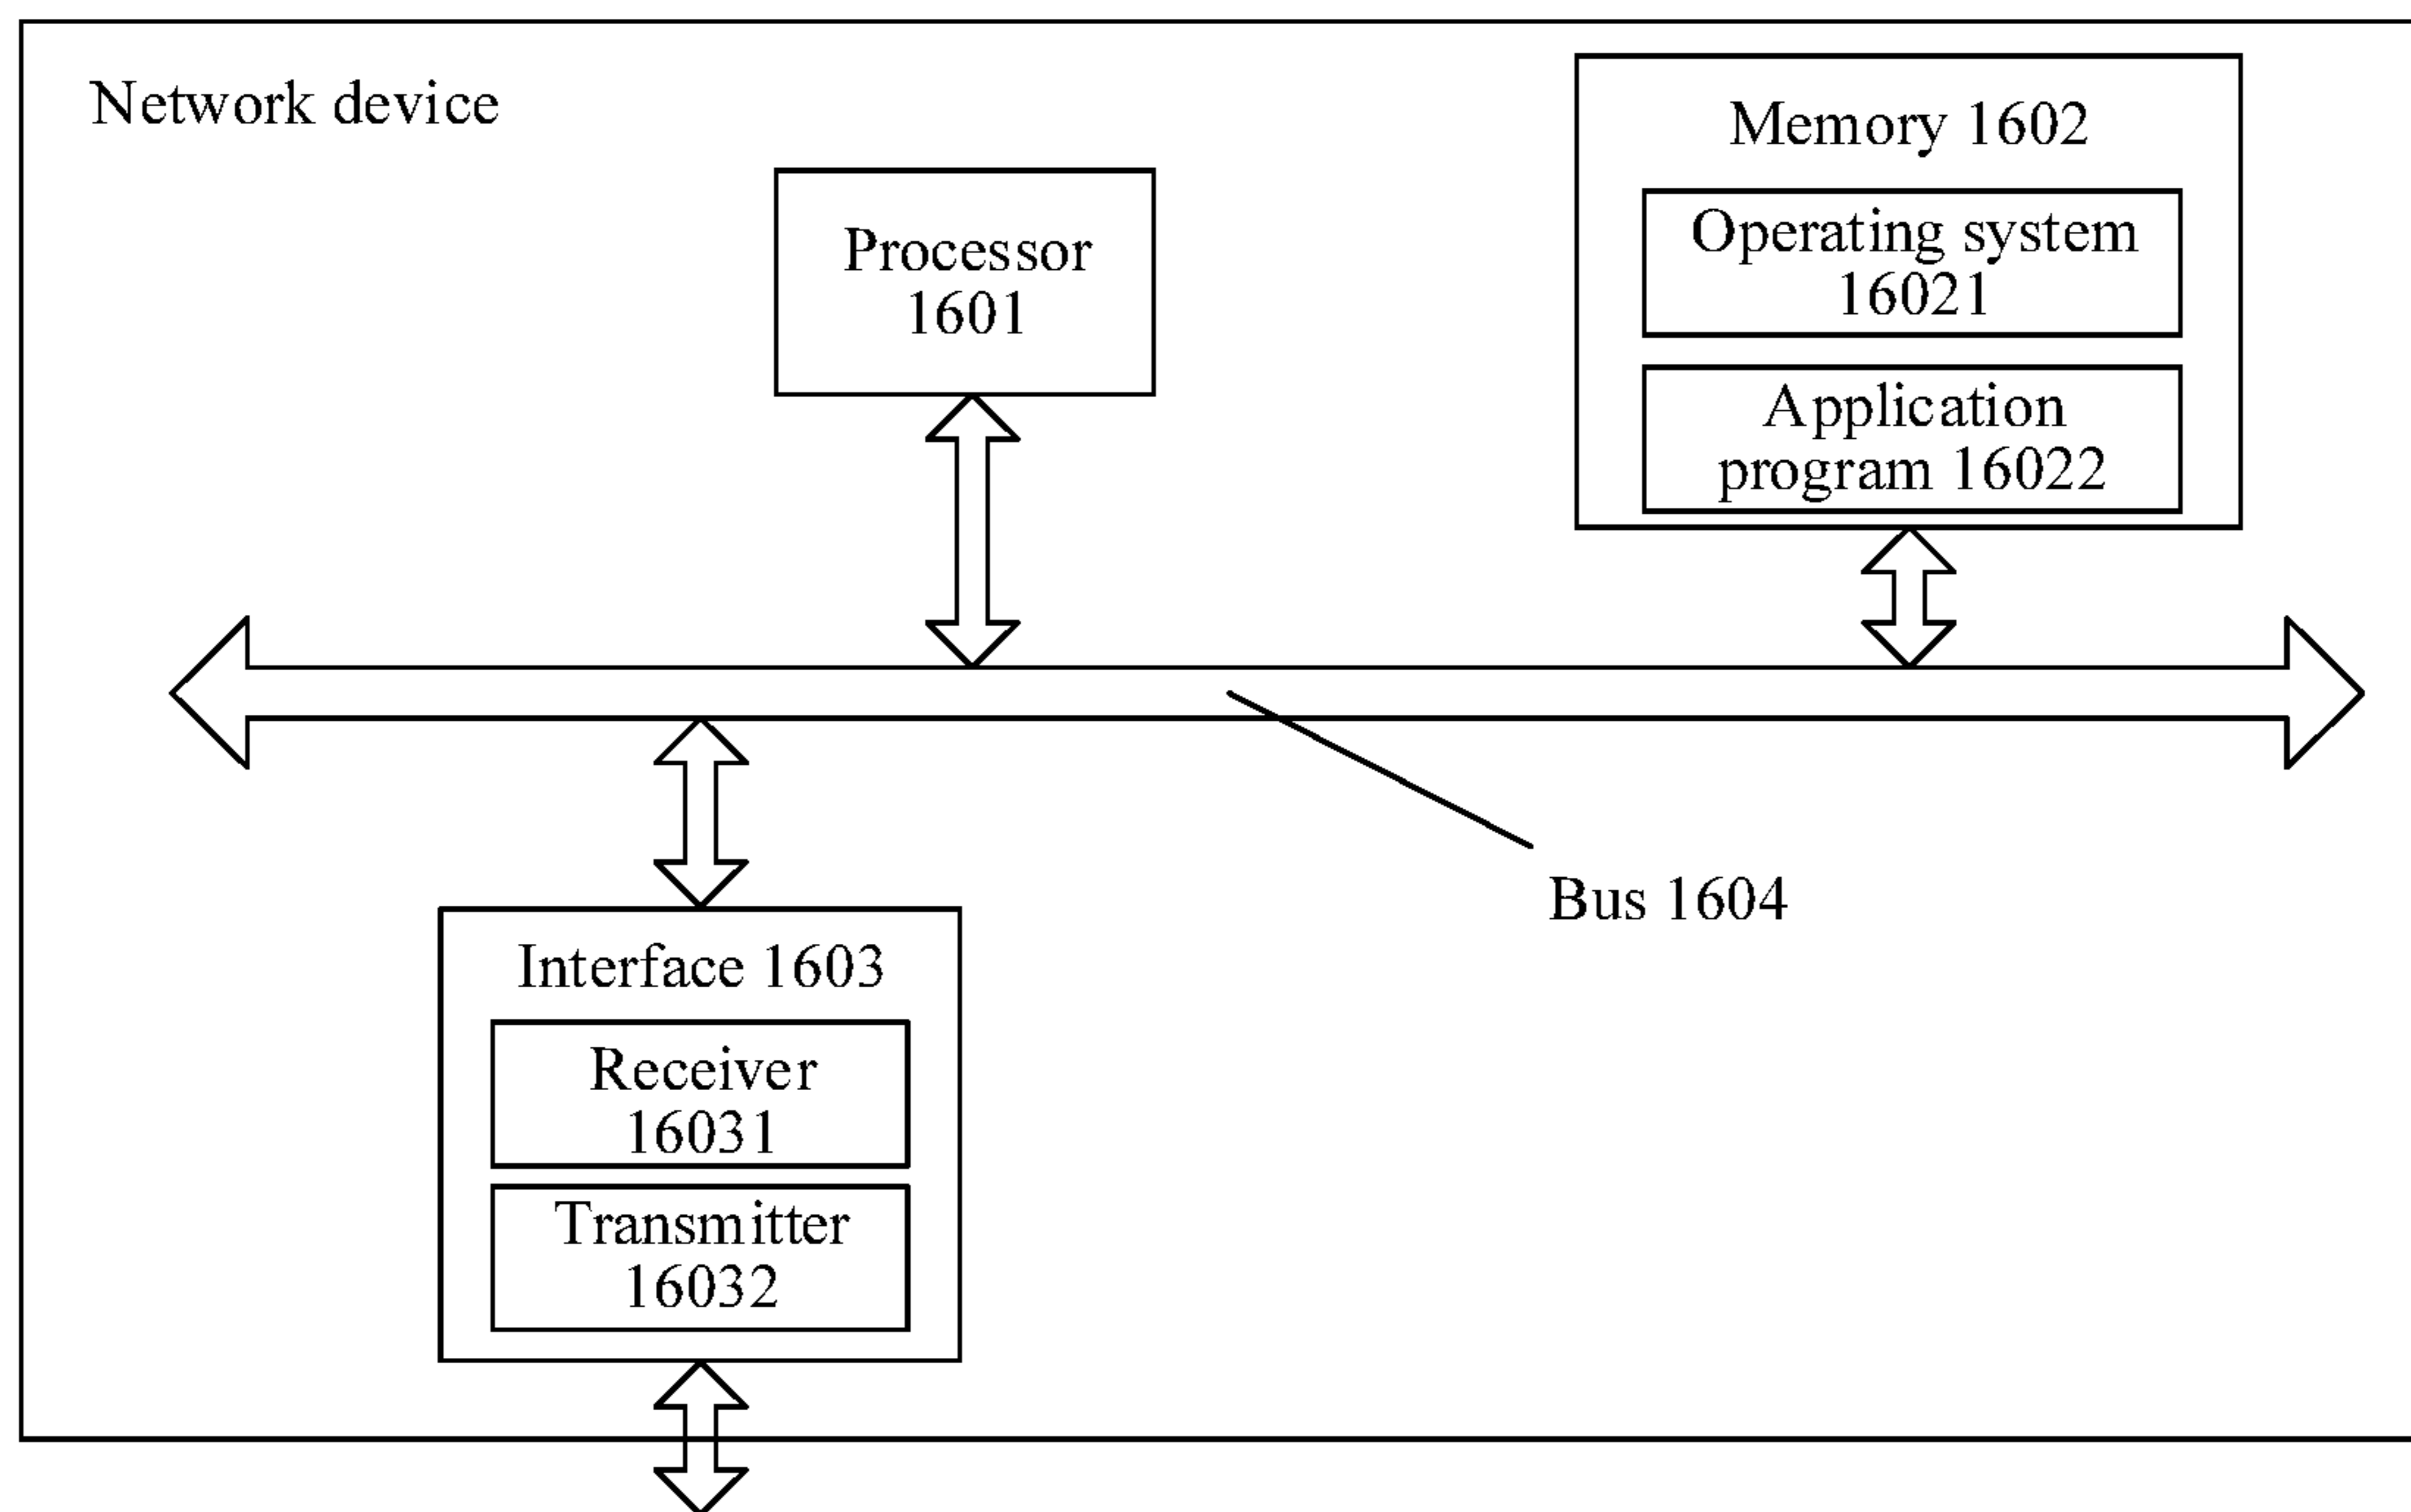 Network device
Processor
1601
Memory 1602
Operating system
16021
Application
program 16022
Bus 1604
Interface 1603
Receiver
16031
Transmitter
16032